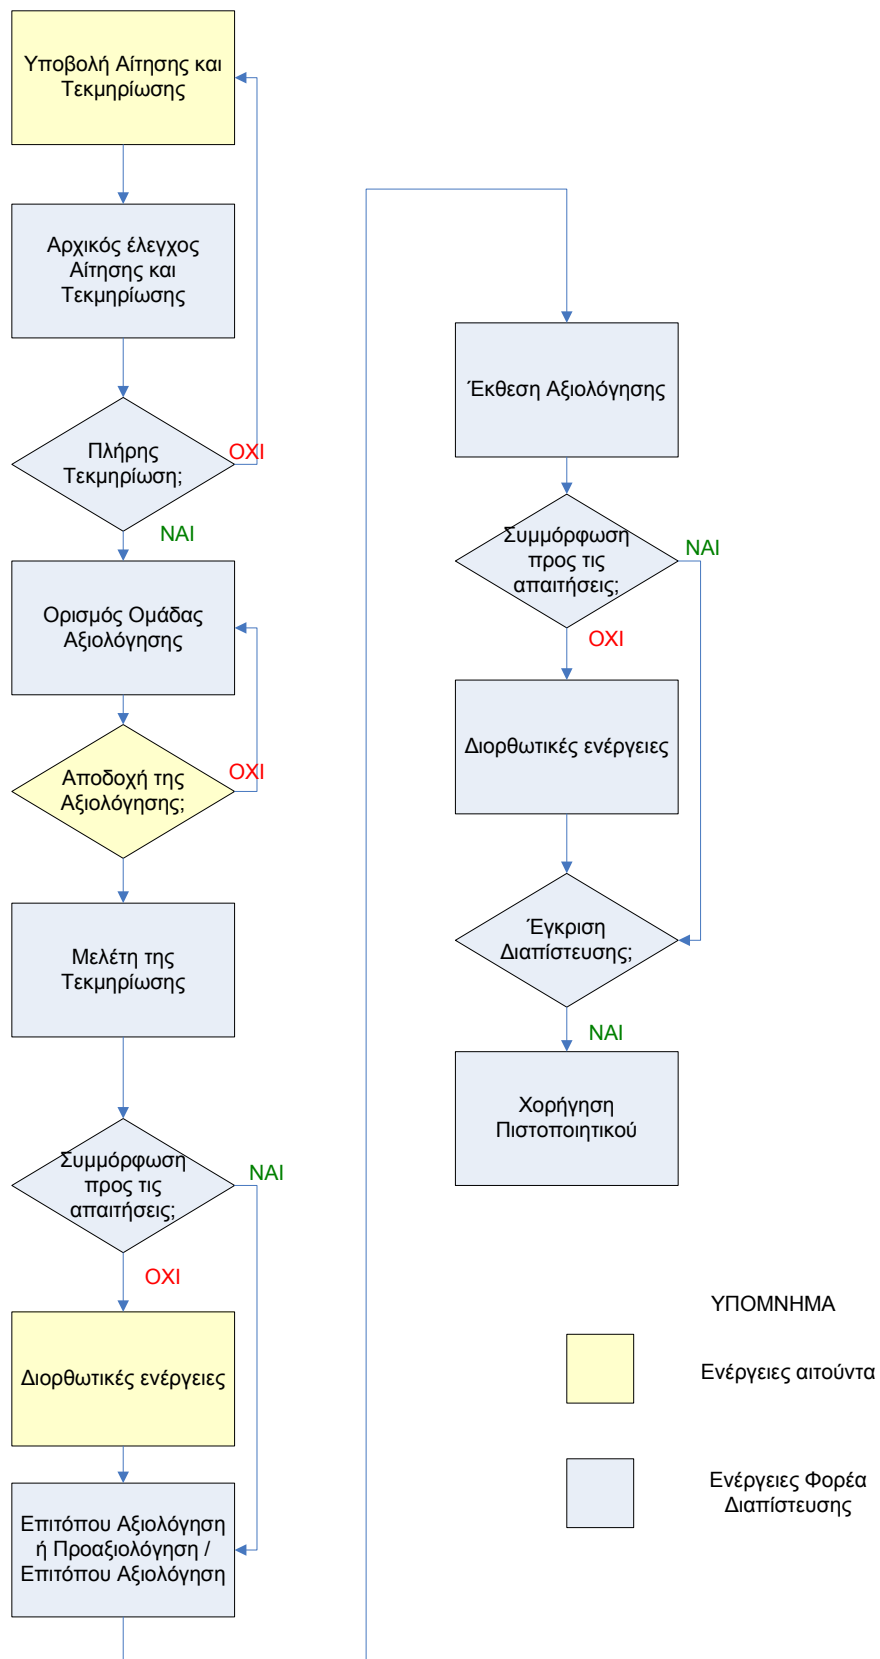 Υποβολή Αίτησης και
Τεκμηρίωσης
Αρχικός έλεγχος
Αίτησης και
Τεκμηρίωσης
Πλήρης
Τεκμηρίωση;
ΟΧΙ
ΝΑΙ
Ορισμός Ομάδας
Αξιολόγησης
Αποδοχή της
Αξιολόγησης;
ΟΧΙ
Μελέτη της
Τεκμηρίωσης
Συμμόρφωση
προς τις
απαιτήσεις;
ΝΑΙ
ΟΧΙ
Διορθωτικές ενέργειες
Επιτόπου Αξιολόγηση
ή Προαξιολόγηση /
Επιτόπου Αξιολόγηση
Έκθεση Αξιολόγησης
Συμμόρφωση
προς τις
απαιτήσεις;
ΝΑΙ
ΟΧΙ
Διορθωτικές ενέργειες
Έγκριση
Διαπίστευσης;
ΝΑΙ
Χορήγηση
Πιστοποιητικού
ΥΠΟΜΝΗΜΑ
Ενέργειες αιτούντα
Ενέργειες Φορέα
Διαπίστευσης